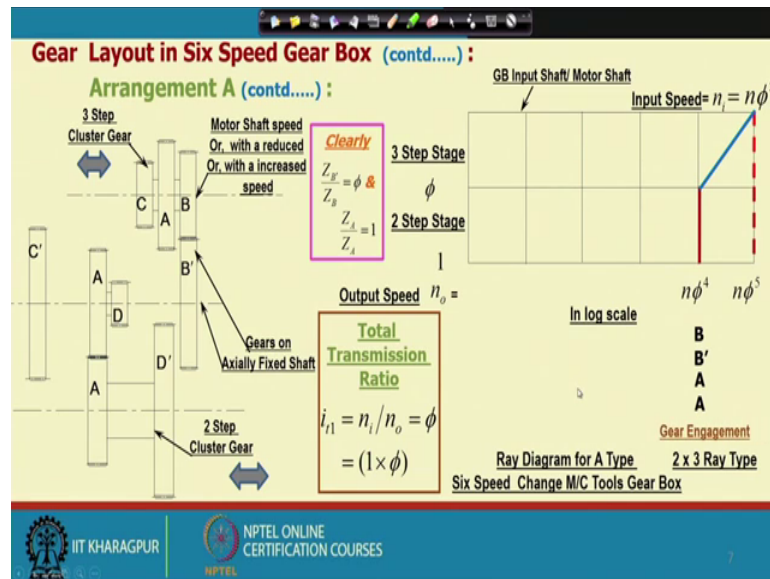 Gear Layout in Six Speed Gear Box (contd.....) :
Arrangement A (contd.....) :
3 Step
Cluster Gear
Motor Shaft speed
Or, with a reduced
Or, with a increased
speed
C
A
B
C'
A
D
B'
A
D'
Gears on
Axially Fixed Shaft
2 Step
Cluster Gear
Clearly
Z_B'/Z_B = ϕ &
Z_A/Z_A = 1
GB Input Shaft/ Motor Shaft
Input Speed= n_i = nϕ
3 Step Stage
ϕ
2 Step Stage
1
Output Speed n_o =
nϕ⁴ nϕ⁵
In log scale
Total
Transmission
Ratio
i_t1 = n_i/n_o = ϕ
= (1×ϕ)
B
B'
A
A
Gear Engagement
Ray Diagram for A Type 2 x 3 Ray Type
Six Speed Change M/C Tools Gear Box
IIT KHARAGPUR
NPTEL
NPTEL ONLINE
CERTIFICATION COURSES
7